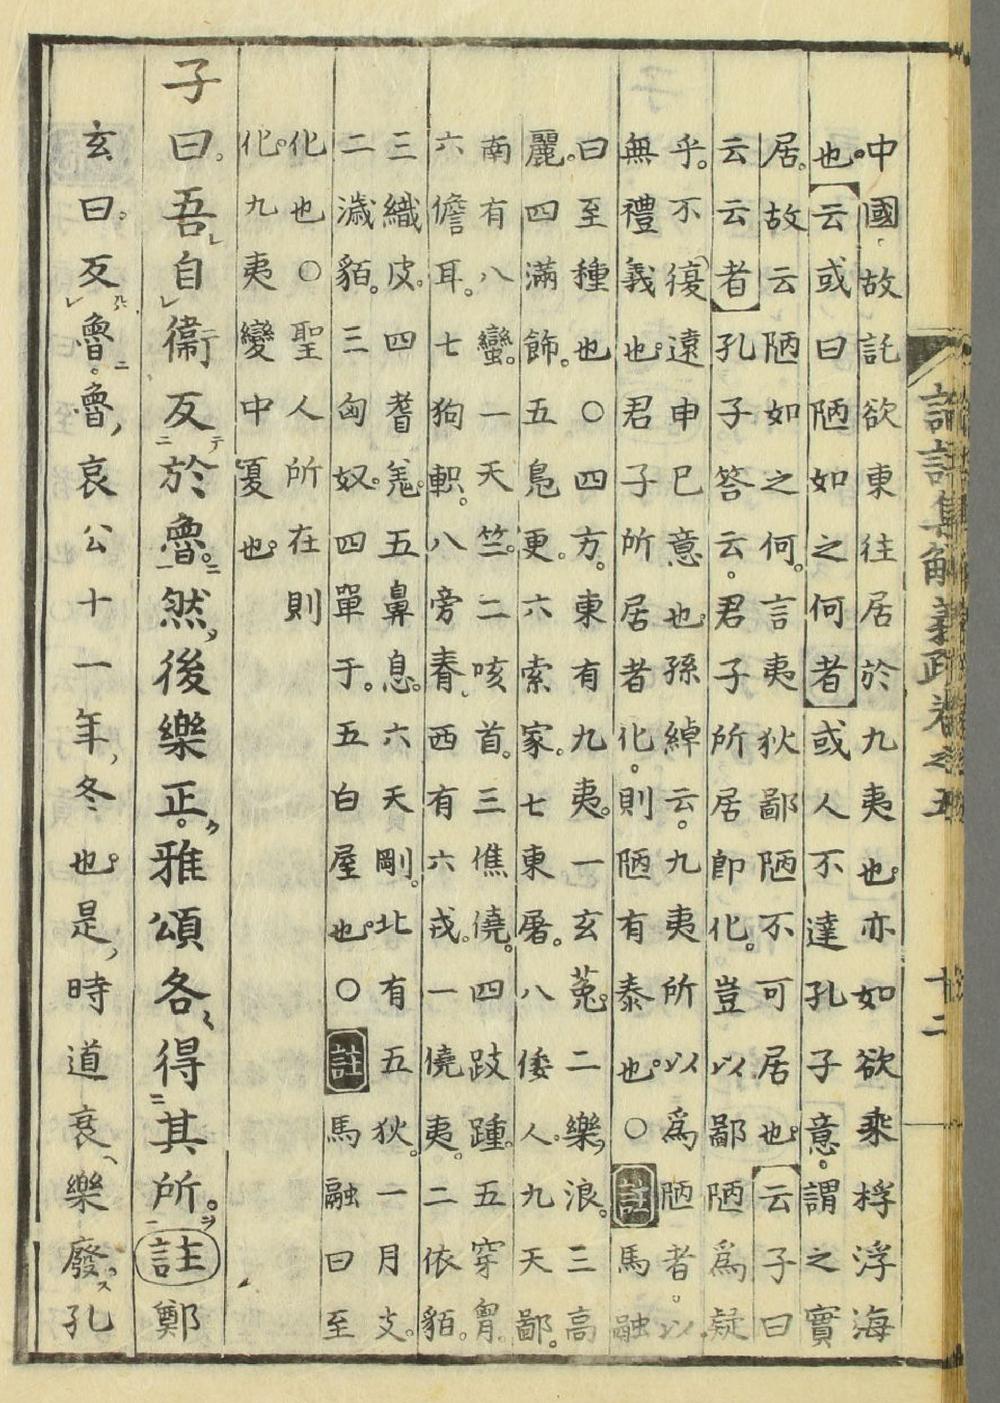 中國故託欲東往居於九夷也亦如欲乘桴浮海
也云或曰陋如之何者或人不達孔子意謂之實
居故云陋如之何言夷狄鄙陋不可居也云子曰
云云者孔子答云君子所居即化豈以鄙陋爲疑
乎不復遠申已意也孫綽云九夷所以爲陋者以
無禮義也君子所居者化則陋有泰也○註馬融
曰至種也○四方東有九夷一玄菟二樂浪三高
麗四滿飾五鳧更六索家七東屠八倭人九天鄙
南有八蠻一天竺二咳首三僬僥四跂踵五穿胷
六儋耳七狗軹八旁舂西有六戎一僥夷二依貊
三織皮四耆羗五鼻息六天剛北有五狄一月支
二濊貊三匈奴四單于五白屋也○註馬融曰至
化也○聖人所在則
化九夷變中夏也
子曰吾自衞反於魯然後樂正雅頌各得其所註鄭
玄曰反魯魯哀公十一年冬也是時道衰樂廢孔
論語集解義疏卷之五 十二